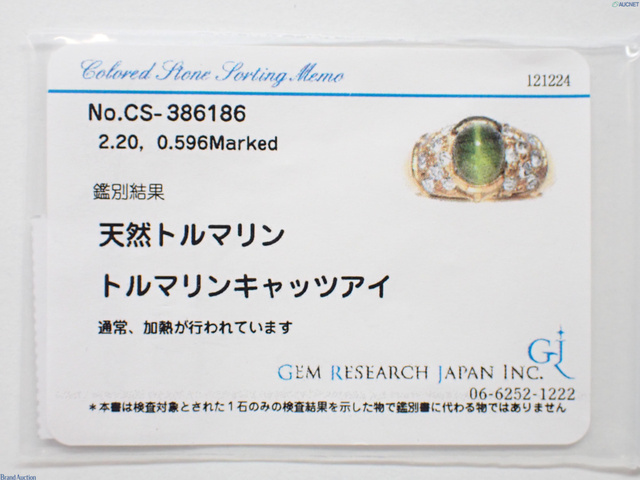 AUCNET
Colored Stone Sorting Memo
121224
No.CS-386186
2.20, 0.596Marked
鑑別結果
天然トルマリン
トルマリンキャッツアイ
通常、加熱が行われています
GJ
GEM RESEARCH JAPAN INC.
06-6252-1222
*本書は検査対象とされた1石のみの検査結果を示した物で鑑別書に代わる物ではありません
BrandAuction